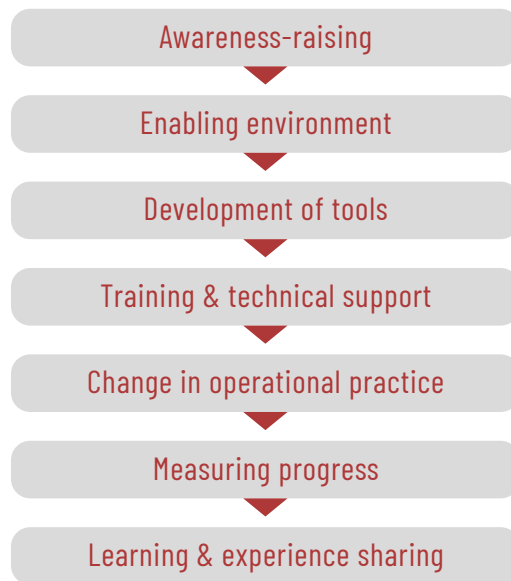 Awareness-raising
Enabling environment
Development of tools
Training & technical support
Change in operational practice
Measuring progress
Learning & experience sharing